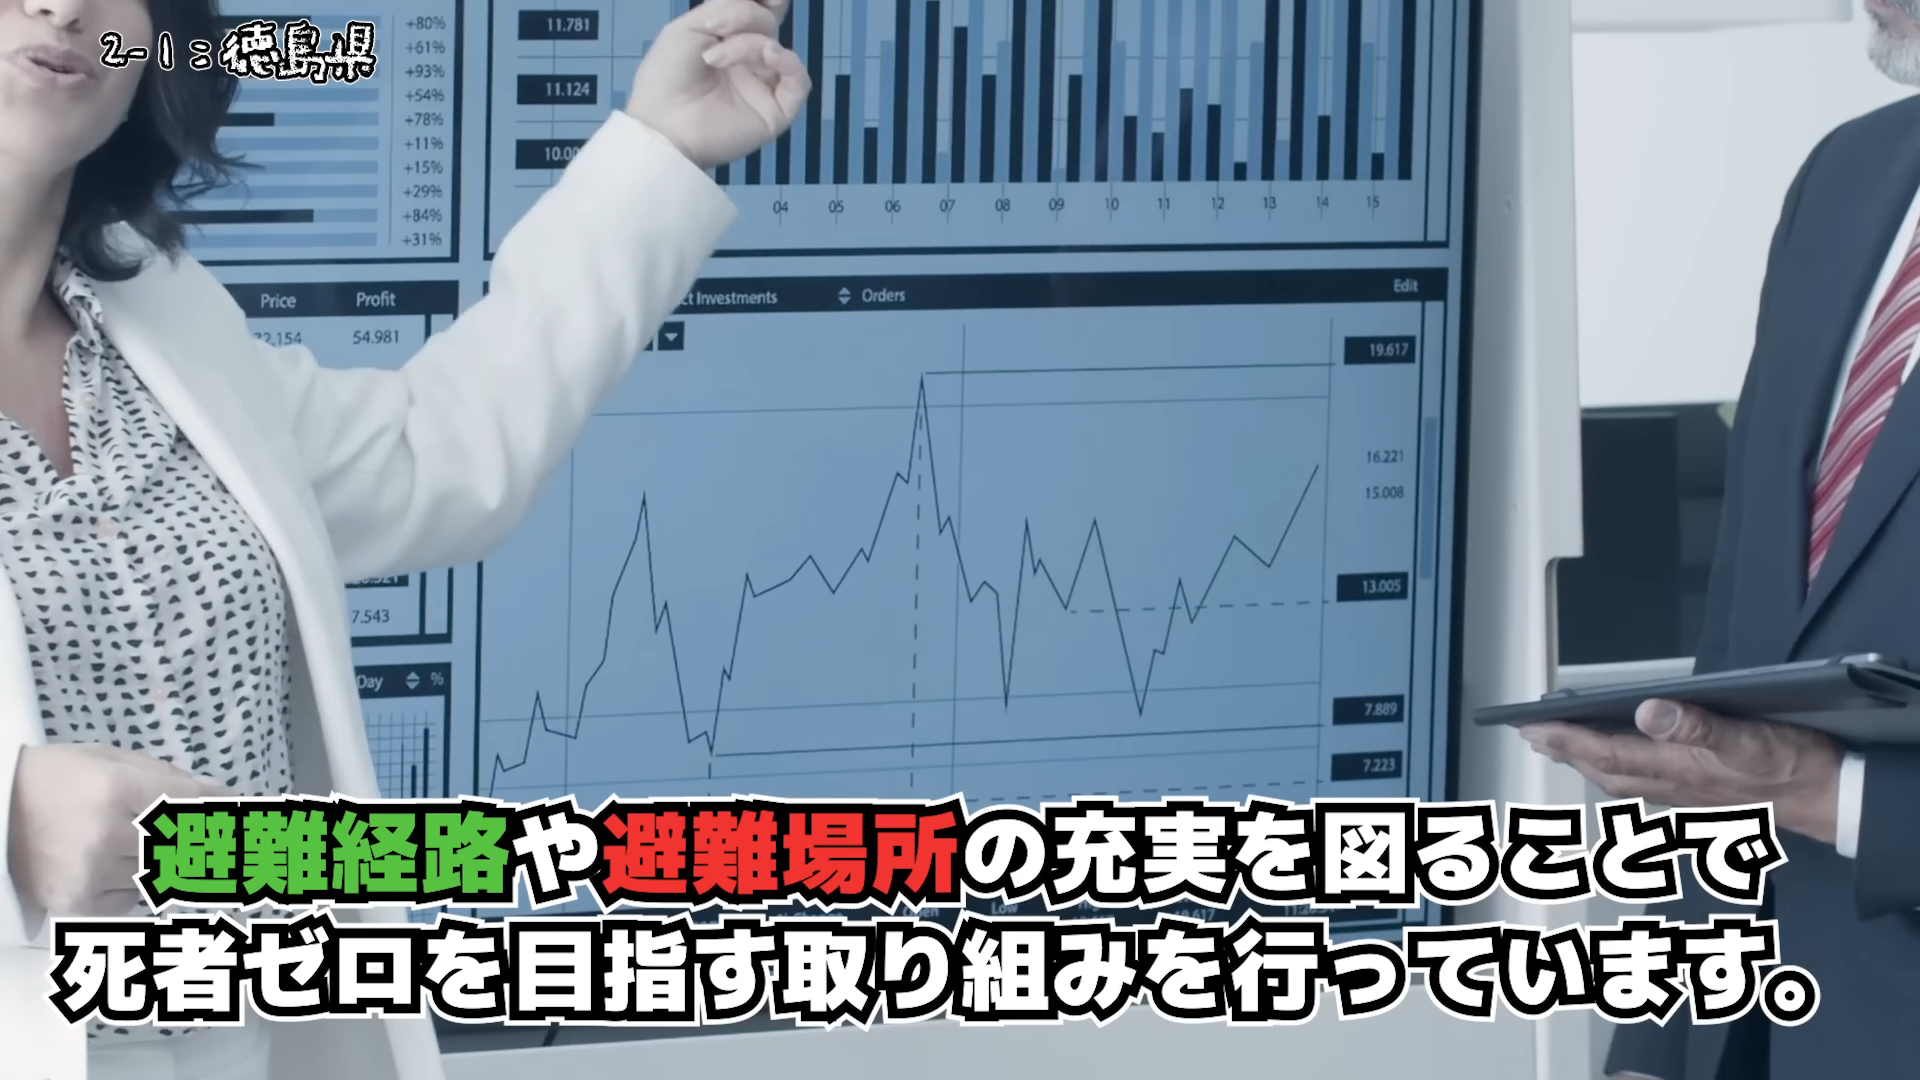 2-1:徳島県
+80%
+61%
+93%
+54%
+78%
+11%
+15%
+29%
+84%
+31%
11.781
11.124
04 05 06 07 08 09 10 11 12 13 14 15
Price Profit
54.981
7.543
Day %
ct Investments Orders Edit
19.617
16.221
15.008
13.005
7.889
7.223
避難経路や避難場所の充実を図ることで
死者ゼロを目指す取り組みを行っています。